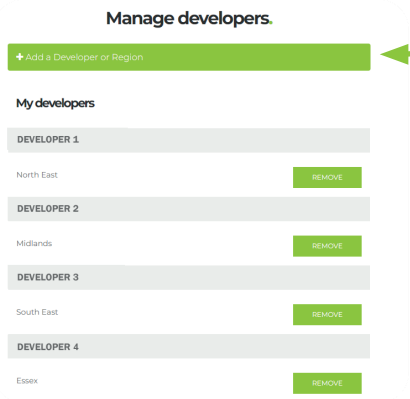 Manage developers.
+ Add a Developer or Region
My developers
DEVELOPER 1
North East
REMOVE
DEVELOPER 2
Midlands
REMOVE
DEVELOPER 3
South East
REMOVE
DEVELOPER 4
Essex
REMOVE